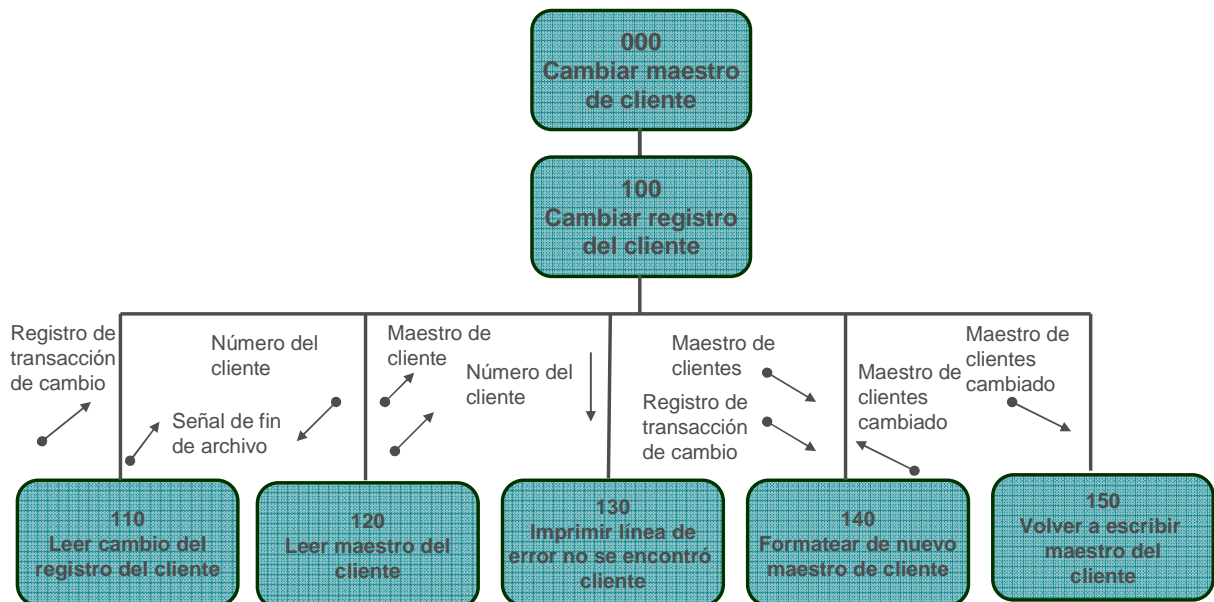 000
Cambiar maestro
de cliente
100
Cambiar registro
del cliente
Registro de
transacción
de cambio
Señal de fin
de archivo
Número del
cliente
Maestro de
cliente
Número del
cliente
Maestro de
clientes
Registro de
transacción
de cambio
Maestro de
clientes
cambiado
Maestro de
clientes
cambiado
110
Leer cambio del
registro del cliente
120
Leer maestro del
cliente
130
Imprimir línea de
error no se encontró
cliente
140
Formatear de nuevo
maestro de cliente
150
Volver a escribir
maestro del
cliente